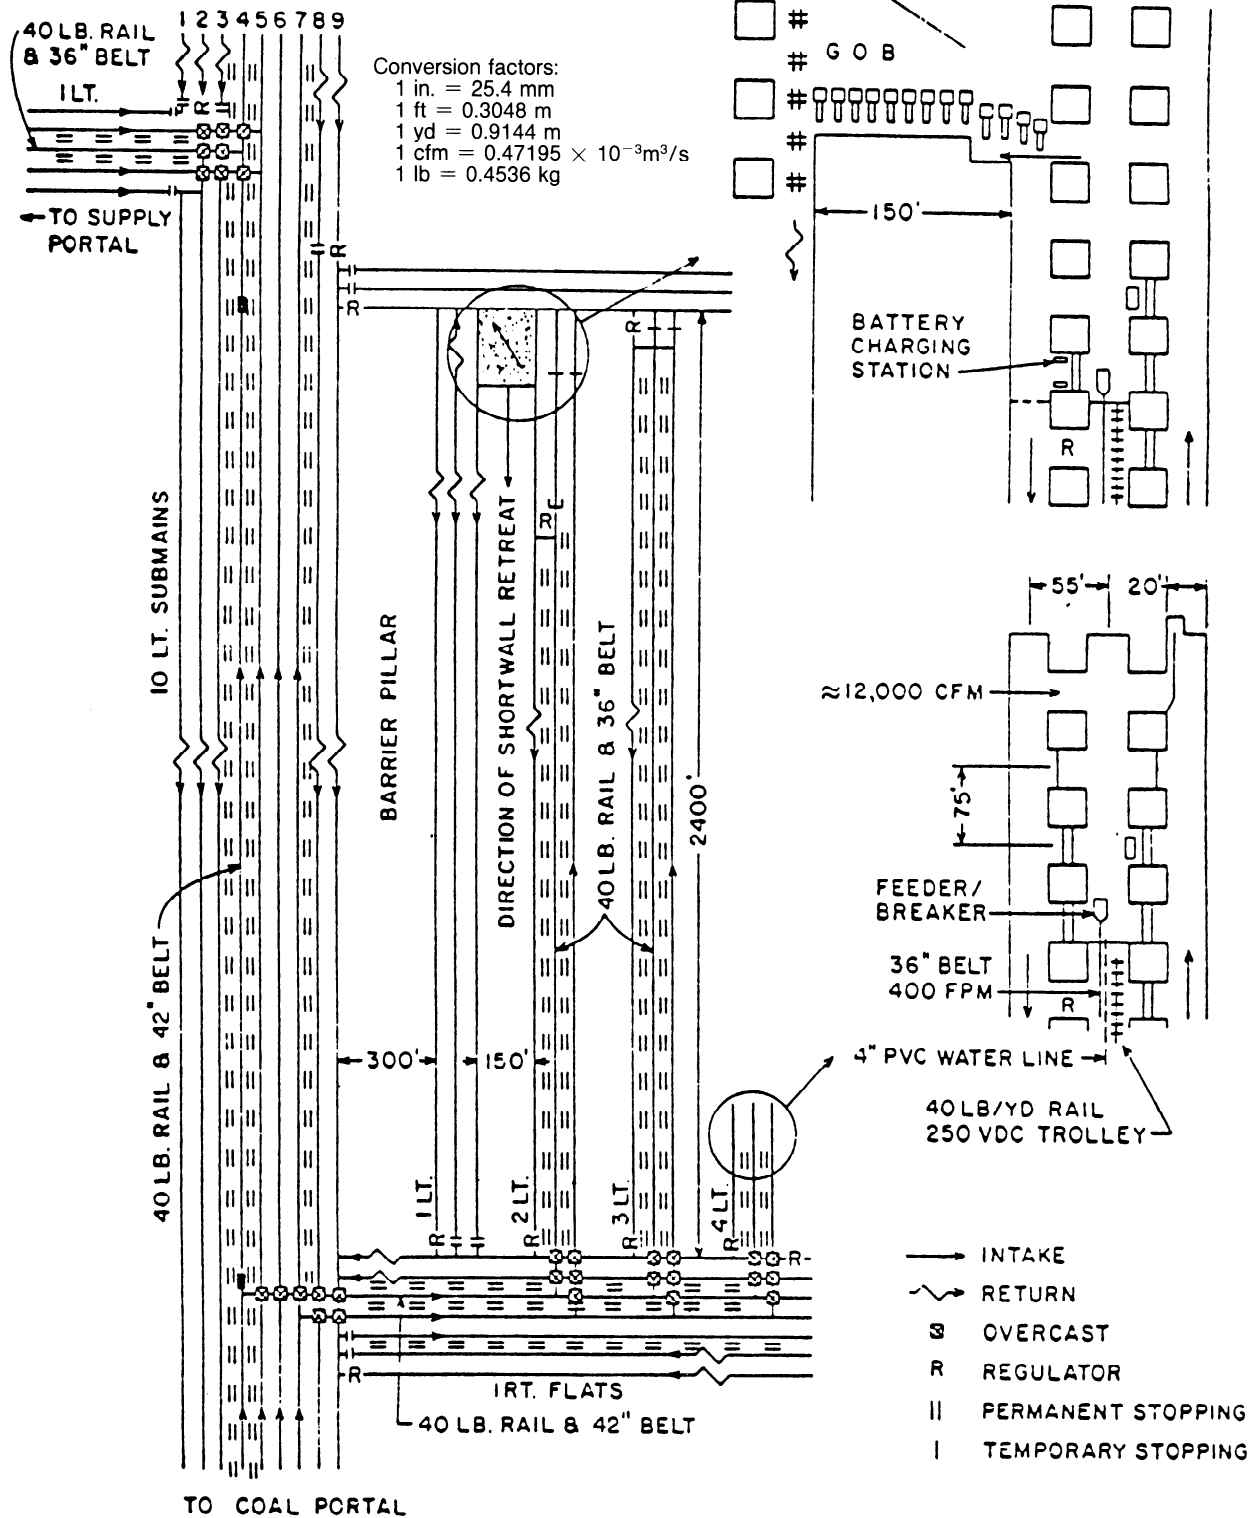 1 2 3 4 5 6 7 8 9
40 LB. RAIL
& 36" BELT
1 LT.
R
Conversion factors:
1 in. = 25.4 mm
1 ft = 0.3048 m
1 yd = 0.9144 m
1 cfm = 0.47195 × 10⁻³m³/s
1 lb = 0.4536 kg
←TO SUPPLY
PORTAL
R
R
R
GOB
150'
BATTERY
CHARGING
STATION
R
10 LT. SUBMAINS
BARRIER PILLAR
DIRECTION OF SHORTWALL RETREAT
R
40 LB. RAIL & 36" BELT
2400'
40 LB. RAIL & 42" BELT
300'
150'
55'
20'
≈12,000 CFM
75'
FEEDER/
BREAKER
36" BELT
400 FPM
R
4" PVC WATER LINE
40 LB/YD RAIL
250 VDC TROLLEY
1 LT.
2 LT.
3 LT.
4 LT.
R
R
R
R
R
R
1 RT. FLATS
40 LB. RAIL & 42" BELT
INTAKE
RETURN
OVERCAST
R REGULATOR
PERMANENT STOPPING
TEMPORARY STOPPING
TO COAL PORTAL